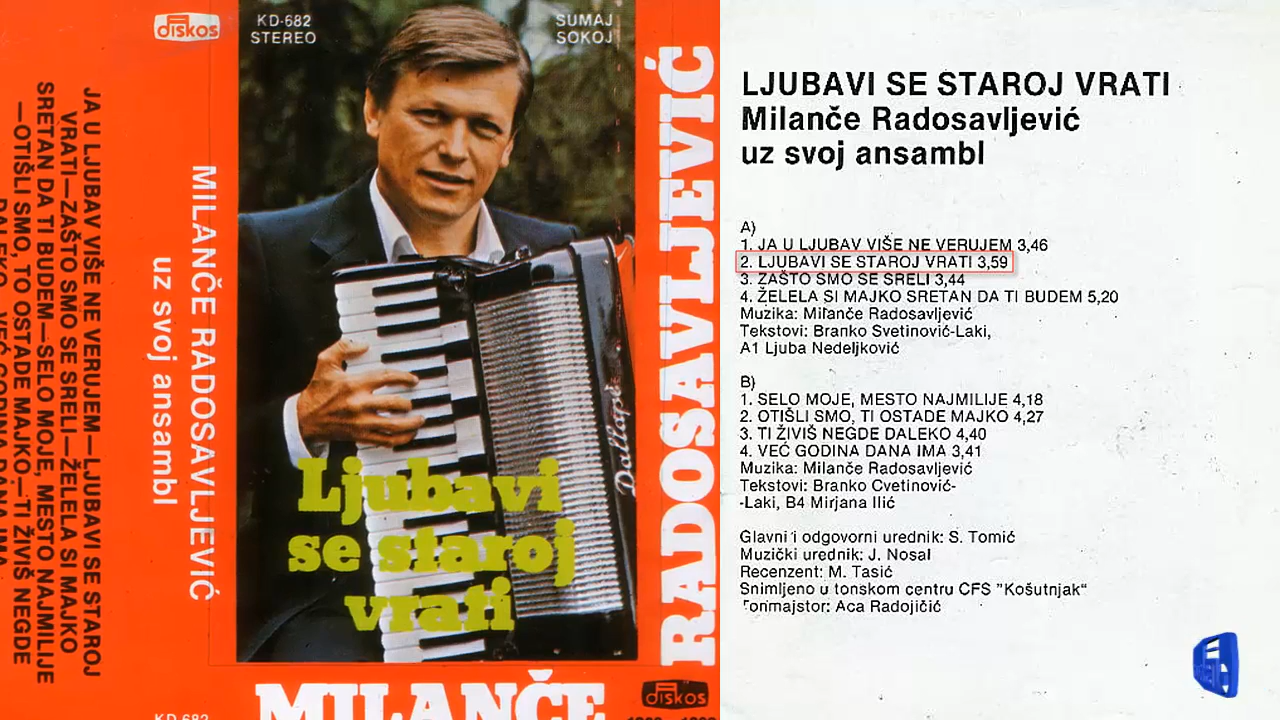 diskos
JA U LJUBAV VIŠE NE VERUJEM—LJUBAVI SE STAROJ
VRATI—ZAŠTO SMO SE SRELI—ŽELELA SI MAJKO
SRETAN DA TI BUDEM—SELO MOJE, MESTO NAJMILIJE
—OTIŠLI SMO, TO OSTADE MAJKO—TI ŽIVIŠ NEGDE
DALEKO—VEĆ GODINA DANA IMA
MILANČE RADOSAVLJEVIĆ
uz svoj ansambl
KD-682
KD-682
STEREO
SUMAJ
SOKOJ
Dallape
Ljubavi
se staroj
vrati
RADOSAVLJEVIĆ
MILANČE
diskos
LJUBAVI SE STAROJ VRATI
Milanče Radosavljević
uz svoj ansambl
A)
1. JA U LJUBAV VIŠE NE VERUJEM 3,46
2. LJUBAVI SE STAROJ VRATI 3,59
3. ZAŠTO SMO SE SRELI 3,44
4. ŽELELA SI MAJKO SRETAN DA TI BUDEM 5,20
Muzika: Milanče Radosavljević
Tekstovi: Branko Svetinović-Laki,
A1 Ljuba Nedeljković
B)
1. SELO MOJE, MESTO NAJMILIJE 4,18
2. OTIŠLI SMO, TI OSTADE MAJKO 4,27
3. TI ŽIVIŠ NEGDE DALEKO 4,40
4. VEĆ GODINA DANA IMA 3,41
Muzika: Milanče Radosavljević
Tekstovi: Branko Cvetinović-
-Laki, B4 Mirjana Ilić
Glavni i odgovorni urednik: S. Tomić
Muzički urednik: J. Nosal
Recenzent: M. Tasić
Snimljeno u tonskom centru CFS "Košutnjak"
Tonmajstor: Aca Radojičić